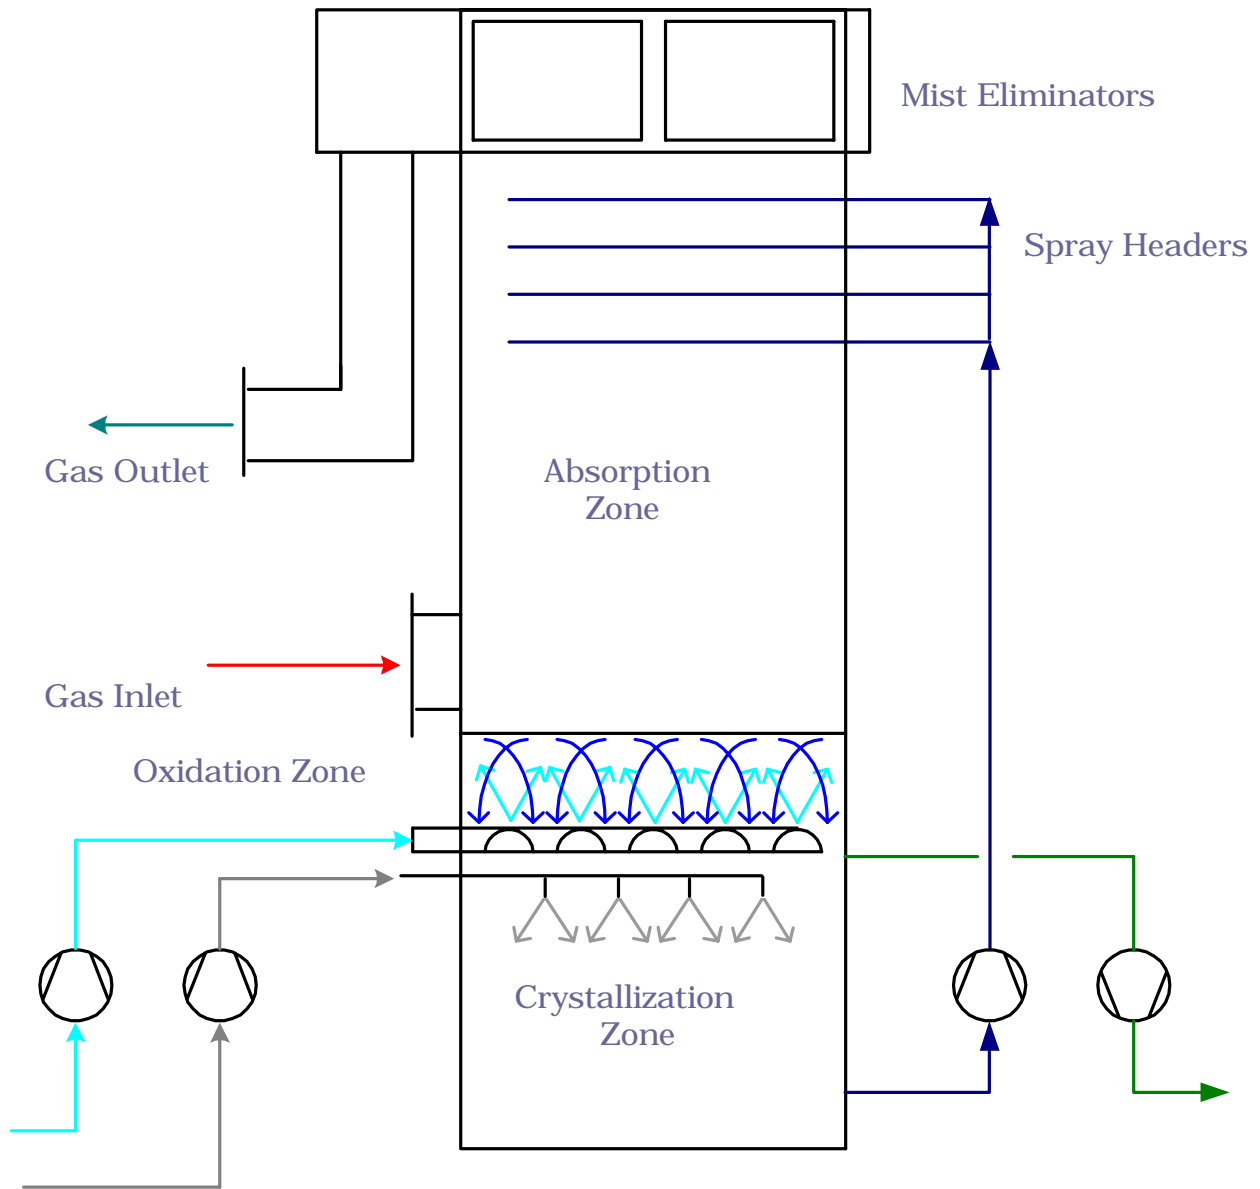 Mist Eliminators
Spray Headers
Gas Outlet
Absorption
Zone
Gas Inlet
Oxidation Zone
Crystallization
Zone